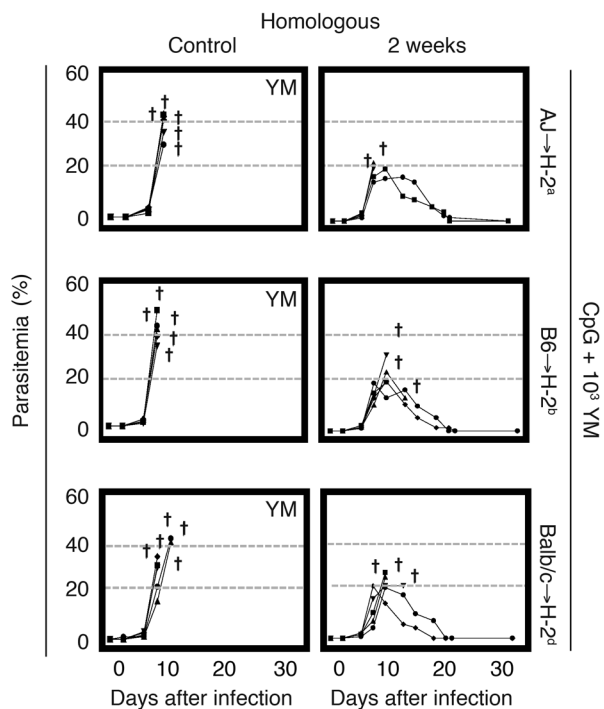 Homologous
Control 2 weeks
60
40
20
0
YM
†
†
†
†
†
†
†
AJ→H-2ᵃ
60
40
20
0
YM
†
†
†
†
†
†
†
†
B6→H-2ᵇ
60
40
20
0
YM
†
†
†
†
†
†
†
†
Balb/c→H-2ᵈ
Parasitemia (%)
CpG + 10³ YM
0 10 20 30 0 10 20 30
Days after infection Days after infection